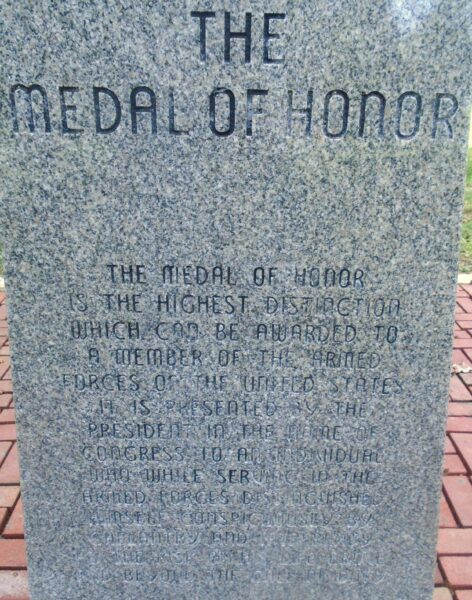 THE
MEDAL OF HONOR
THE MEDAL OF HONOR
IS THE HIGHEST DISTINCTION
WHICH CAN BE AWARDED TO
A MEMBER OF THE ARMED
FORCES OF THE UNITED STATES
IT IS PRESENTED BY THE
PRESIDENT IN THE NAME OF
CONGRESS TO AN INDIVIDUAL
WHO WHILE SERVING IN THE
ARMED FORCES DISTINGUISHES
HIMSELF CONSPICUOUSLY BY
GALLANTRY AND
THE RISK
BEYOND THE CALL OF DUTY